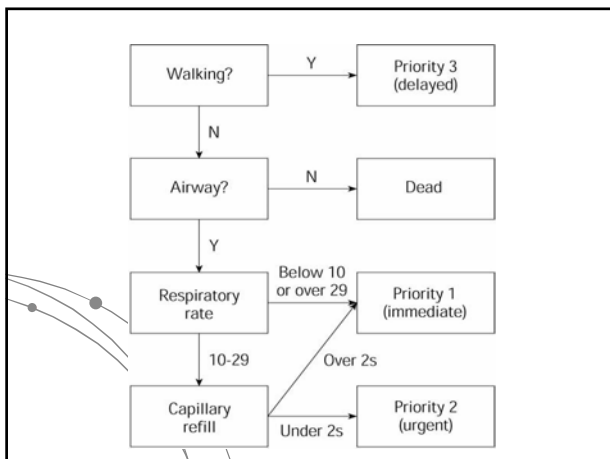 Walking?
Y
Priority 3
(delayed)
N
Airway?
N
Dead
Y
Respiratory
rate
Below 10
or over 29
Priority 1
(immediate)
10-29
Over 2s
Capillary
refill
Under 2s
Priority 2
(urgent)